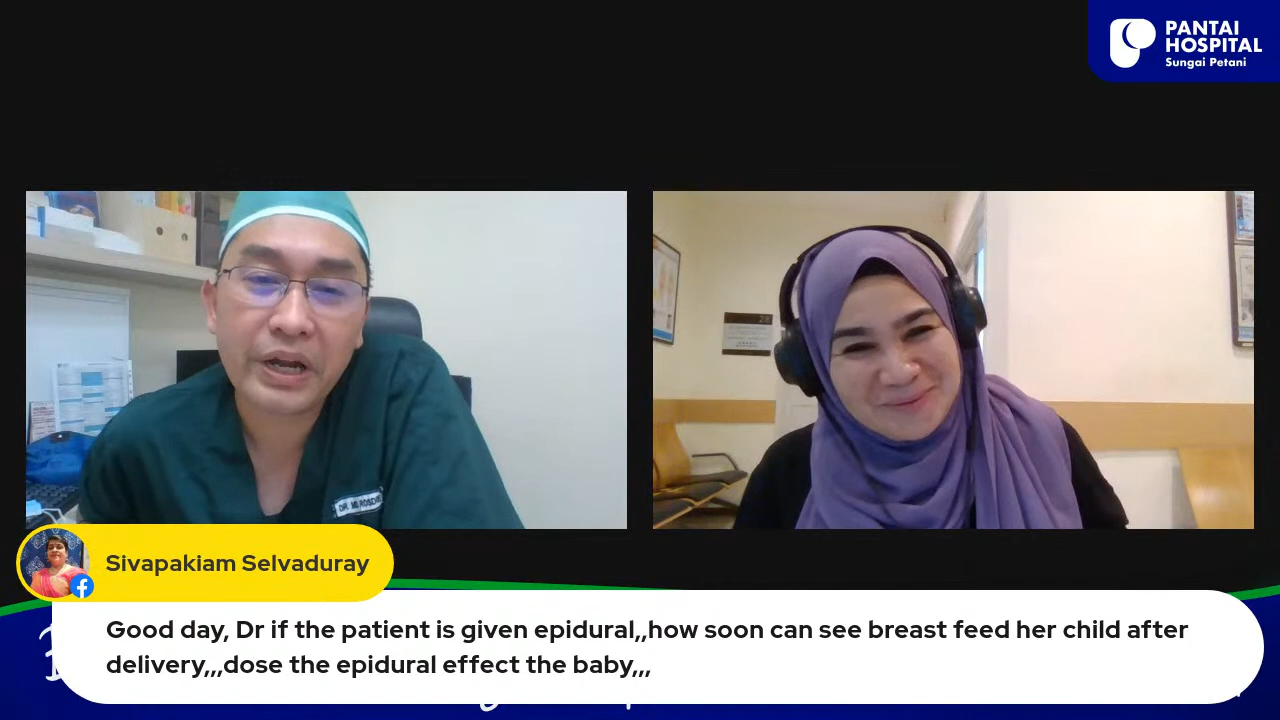 PANTAI
HOSPITAL
Sungai Petani
28
Sivapakiam Selvaduray
Good day, Dr if the patient is given epidural,,how soon can see breast feed her child after
delivery,,,dose the epidural effect the baby,,,